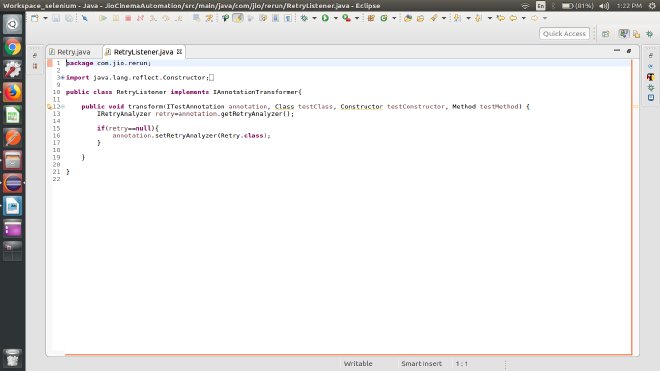 Workspace_selenium - Java - JioCinemaAutomation/src/main/java/com/jio/rerun/RetryListener.java - Eclipse
En
(81%)
1:22 PM
Quick Access
Retry.java
RetryListener.java
1 package com.jio.rerun;
2
3 import java.lang.reflect.Constructor;
9
10 public class RetryListener implements IAnnotationTransformer{
11
12 public void transform(ITestAnnotation annotation, Class testClass, Constructor testConstructor, Method testMethod) {
13 IRetryAnalyzer retry=annotation.getRetryAnalyzer();
14
15 if(retry==null){
16 annotation.setRetryAnalyzer(Retry.class);
17 }
18
19 }
20
21 }
22
Writable
Smart Insert
1 : 1